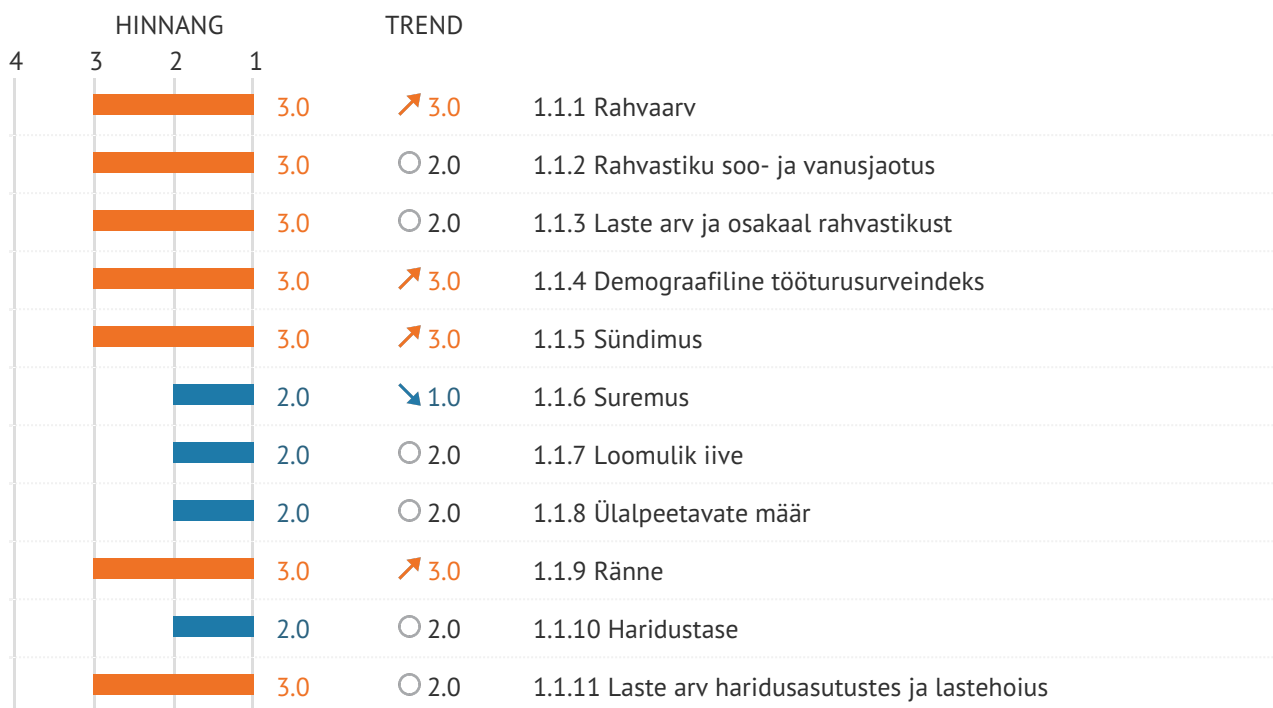 HINNANG TREND
4 3 2 1
3.0 3.0 1.1.1 Rahvaarv
3.0 2.0 1.1.2 Rahvastiku soo- ja vanusjaotus
3.0 2.0 1.1.3 Laste arv ja osakaal rahvastikust
3.0 3.0 1.1.4 Demograafiline tööturusurveindeks
3.0 3.0 1.1.5 Sündimus
2.0 1.0 1.1.6 Suremus
2.0 2.0 1.1.7 Loomulik iive
2.0 2.0 1.1.8 Ülalpeetavate määr
3.0 3.0 1.1.9 Ränne
2.0 2.0 1.1.10 Haridustase
3.0 2.0 1.1.11 Laste arv haridusasutustes ja lastehoius